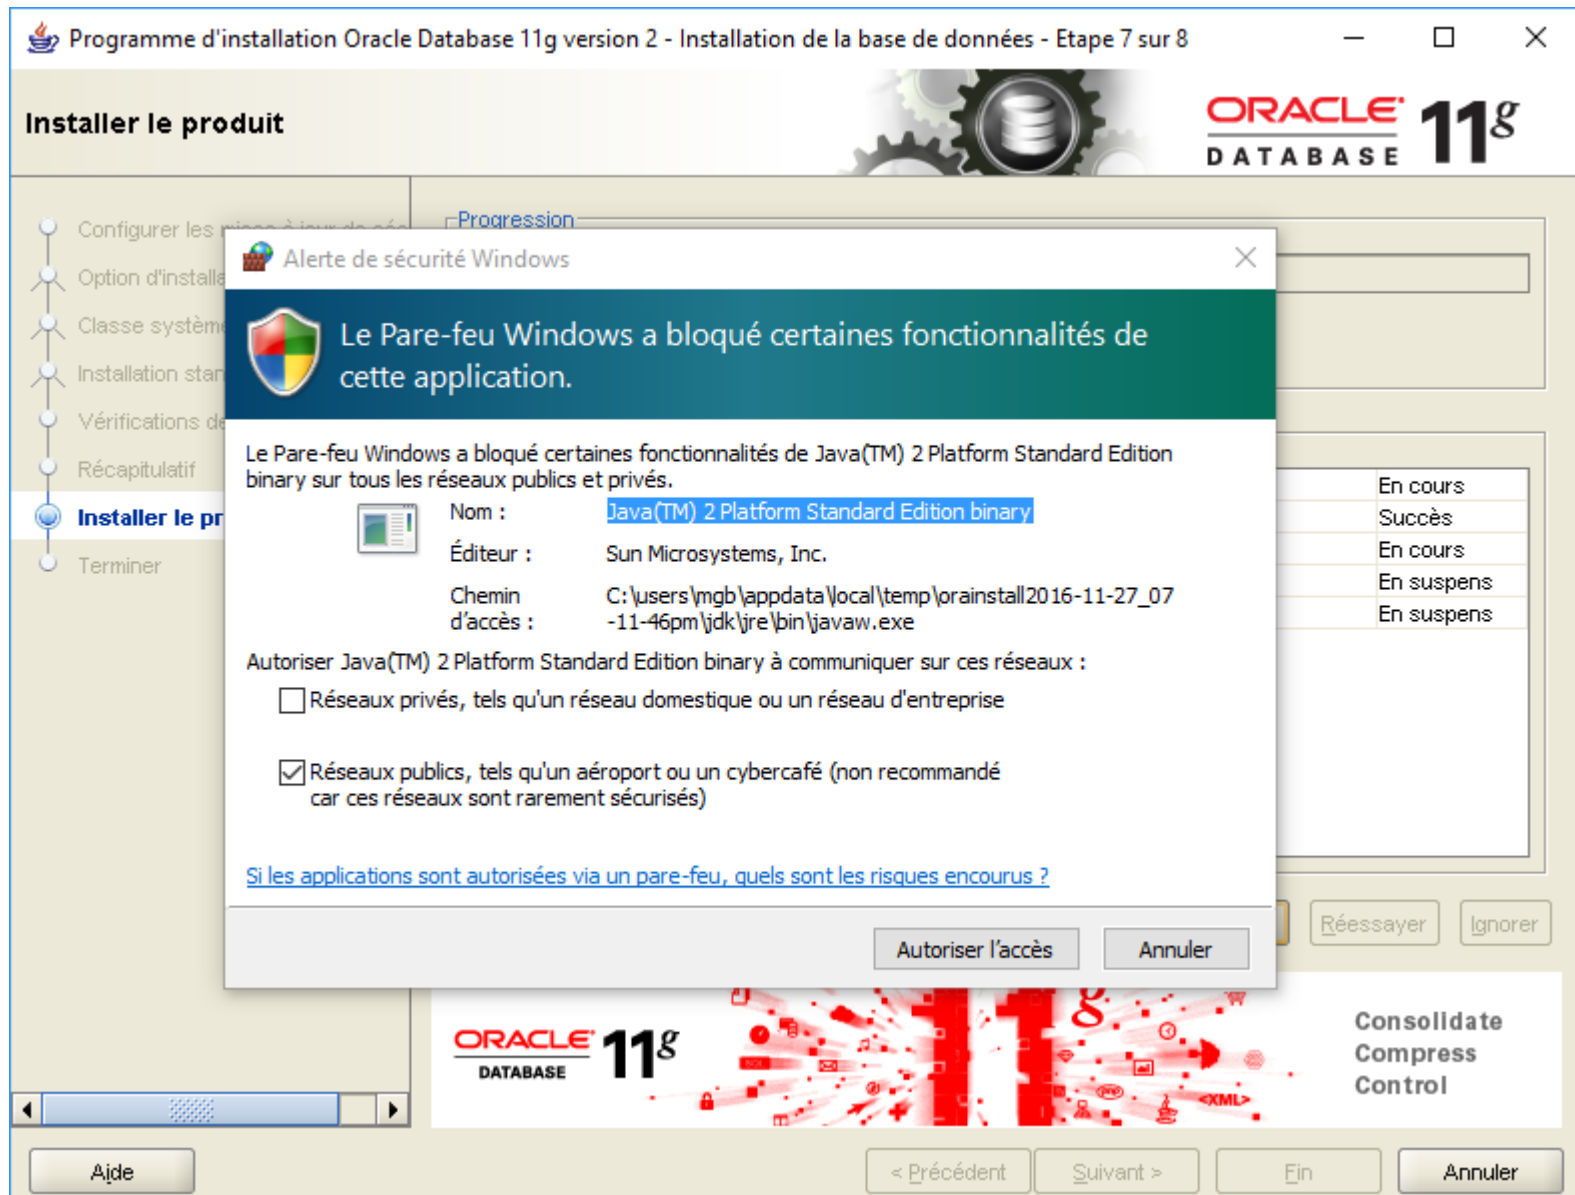 Programme d'installation Oracle Database 11g version 2 - Installation de la base de données - Etape 7 sur 8
Installer le produit
ORACLE
DATABASE
11g
Configurer les
Option d'installa
Classe système
Installation stan
Vérifications de
Récapitulatif
Installer le pr
Terminer
Progression
Alerte de sécurité Windows
Le Pare-feu Windows a bloqué certaines fonctionnalités de
cette application.
Le Pare-feu Windows a bloqué certaines fonctionnalités de Java(TM) 2 Platform Standard Edition
binary sur tous les réseaux publics et privés.
Nom : Java(TM) 2 Platform Standard Edition binary
Éditeur : Sun Microsystems, Inc.
Chemin C:\users\mgb\appdata\local\temp\orainstall2016-11-27_07
d'accès : -11-46pm\jdk\jre\bin\javaw.exe
Autoriser Java(TM) 2 Platform Standard Edition binary à communiquer sur ces réseaux :
Réseaux privés, tels qu'un réseau domestique ou un réseau d'entreprise
Réseaux publics, tels qu'un aéroport ou un cybercafé (non recommandé
car ces réseaux sont rarement sécurisés)
Si les applications sont autorisées via un pare-feu, quels sont les risques encourus ?
Autoriser l'accès
Annuler
En cours
Succès
En cours
En suspens
En suspens
Réessayer
Ignorer
ORACLE
DATABASE
11g
<XML>
Consolidate
Compress
Control
Aide
< Précédent
Suivant >
Fin
Annuler